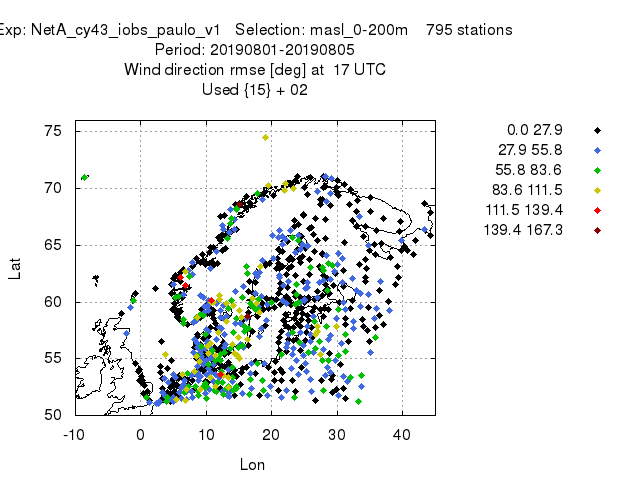 Exp: NetA_cy43_iobs_paulo_v1 Selection: masl_0-200m 795 stations
Period: 20190801-20190805
Wind direction rmse [deg] at 17 UTC
Used {15} + 02
75
70
65
60
55
50
Lat
-10 0 10 20 30 40
Lon
0.0 27.9
27.9 55.8
55.8 83.6
83.6 111.5
111.5 139.4
139.4 167.3